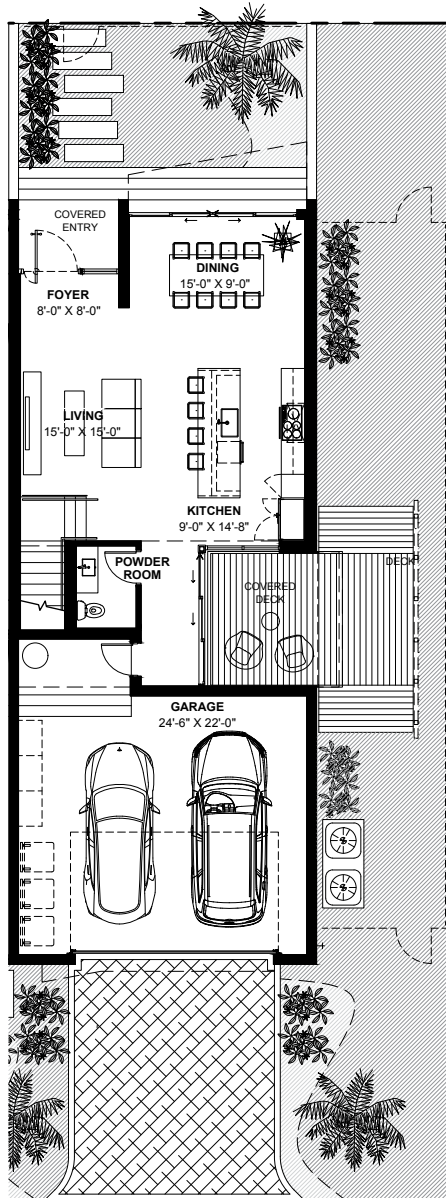 COVERED
ENTRY
FOYER
8'-0" X 8'-0"
DINING
15'-0" X 9'-0"
LIVING
15'-0" X 15'-0"
KITCHEN
9'-0" X 14'-8"
POWDER
ROOM
COVERED
DECK
DECK
GARAGE
24'-6" X 22'-0"